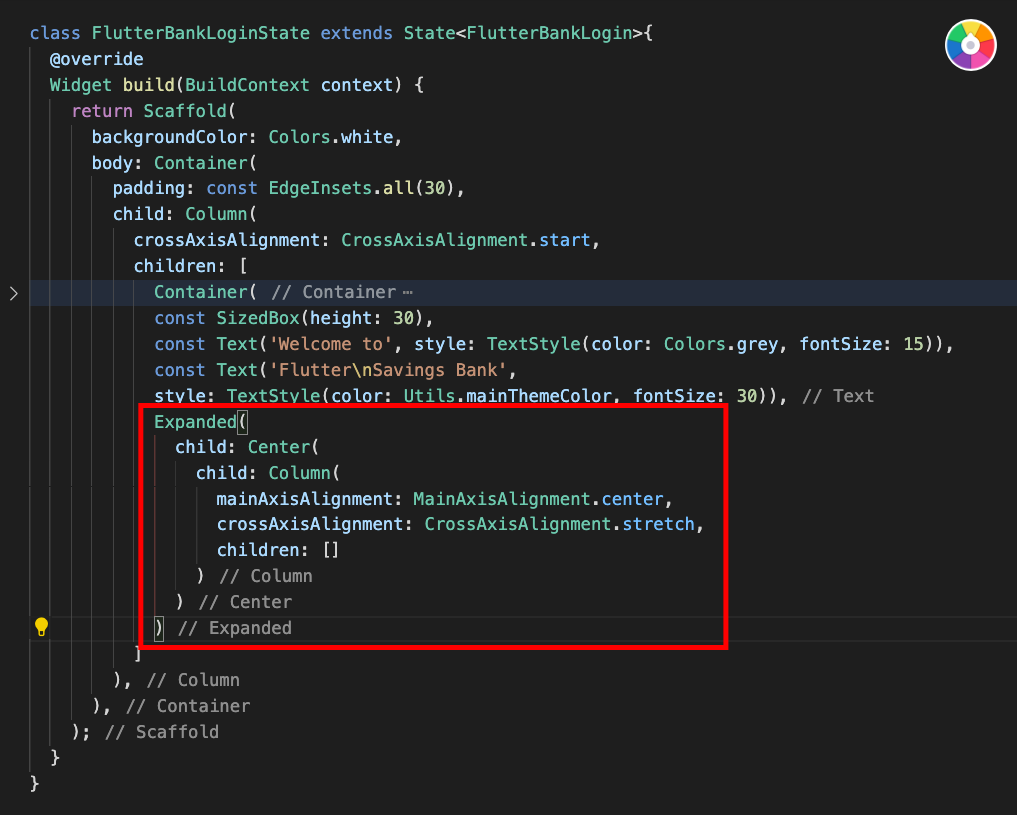 class FlutterBankLoginState extends State<FlutterBankLogin>{
@override
Widget build(BuildContext context) {
return Scaffold(
backgroundColor: Colors.white,
body: Container(
padding: const EdgeInsets.all(30),
child: Column(
crossAxisAlignment: CrossAxisAlignment.start,
children: [
Container( // Container ⋯
const SizedBox(height: 30),
const Text('Welcome to', style: TextStyle(color: Colors.grey, fontSize: 15)),
const Text('Flutter\nSavings Bank',
style: TextStyle(color: Utils.mainThemeColor, fontSize: 30)), // Text
Expanded(
child: Center(
child: Column(
mainAxisAlignment: MainAxisAlignment.center,
crossAxisAlignment: CrossAxisAlignment.stretch,
children: []
) // Column
) // Center
) // Expanded
]
), // Column
), // Container
); // Scaffold
}
}